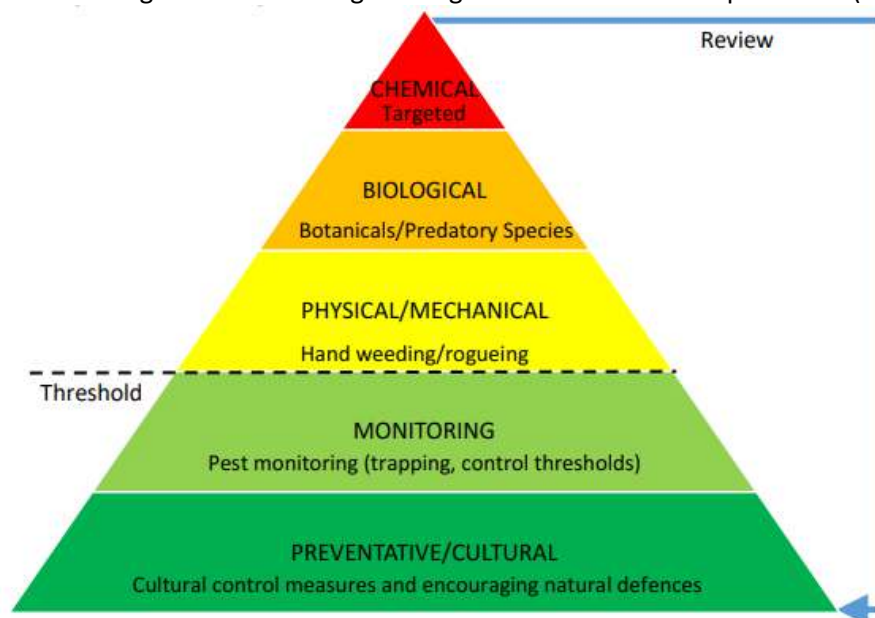 Review
CHEMICAL
Targeted
BIOLOGICAL
Botanicals/Predatory Species
PHYSICAL/MECHANICAL
Hand weeding/rogueing
Threshold
MONITORING
Pest monitoring (trapping, control thresholds)
PREVENTATIVE/CULTURAL
Cultural control measures and encouraging natural defences